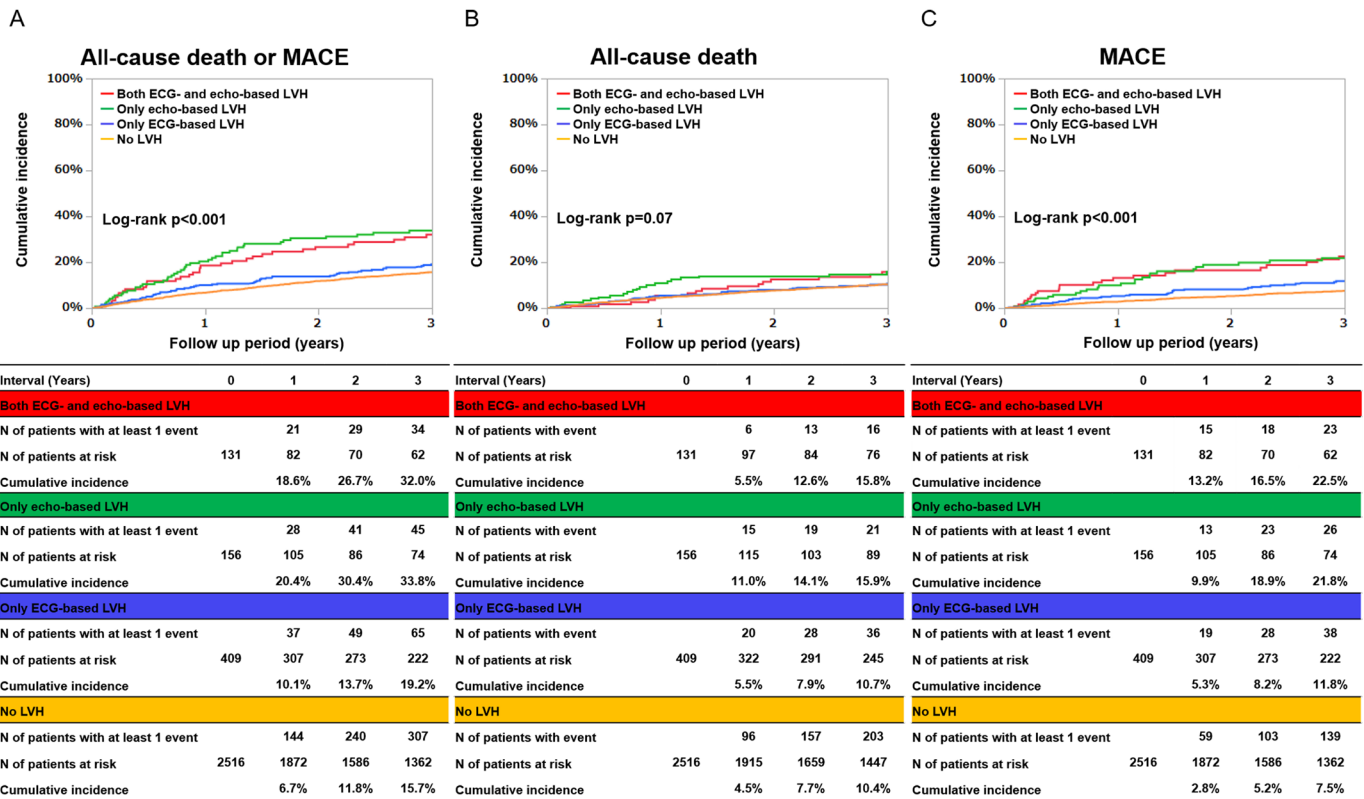 A
All-cause death or MACE
100%
80%
60%
40%
20%
0%
Cumulative incidence
Both ECG- and echo-based LVH
Only echo-based LVH
Only ECG-based LVH
No LVH
Log-rank p<0.001
0 1 2 3
Follow up period (years)
Interval (Years) 0 1 2 3
Both ECG- and echo-based LVH
N of patients with at least 1 event 21 29 34
N of patients at risk 131 82 70 62
Cumulative incidence 18.6% 26.7% 32.0%
Only echo-based LVH
N of patients with at least 1 event 28 41 45
N of patients at risk 156 105 86 74
Cumulative incidence 20.4% 30.4% 33.8%
Only ECG-based LVH
N of patients with at least 1 event 37 49 65
N of patients at risk 409 307 273 222
Cumulative incidence 10.1% 13.7% 19.2%
No LVH
N of patients with at least 1 event 144 240 307
N of patients at risk 2516 1872 1586 1362
Cumulative incidence 6.7% 11.8% 15.7%
B
All-cause death
100%
80%
60%
40%
20%
0%
Cumulative incidence
Both ECG- and echo-based LVH
Only echo-based LVH
Only ECG-based LVH
No LVH
Log-rank p=0.07
0 1 2 3
Follow up period (years)
Interval (Years) 0 1 2 3
Both ECG- and echo-based LVH
N of patients with event 6 13 16
N of patients at risk 131 97 84 76
Cumulative incidence 5.5% 12.6% 15.8%
Only echo-based LVH
N of patients with event 15 19 21
N of patients at risk 156 115 103 89
Cumulative incidence 11.0% 14.1% 15.9%
Only ECG-based LVH
N of patients with event 20 28 36
N of patients at risk 409 322 291 245
Cumulative incidence 5.5% 7.9% 10.7%
No LVH
N of patients with event 96 157 203
N of patients at risk 2516 1915 1659 1447
Cumulative incidence 4.5% 7.7% 10.4%
C
MACE
100%
80%
60%
40%
20%
0%
Cumulative incidence
Both ECG- and echo-based LVH
Only echo-based LVH
Only ECG-based LVH
No LVH
Log-rank p<0.001
0 1 2 3
Follow up period (years)
Interval (Years) 0 1 2 3
Both ECG- and echo-based LVH
N of patients with at least 1 event 15 18 23
N of patients at risk 131 82 70 62
Cumulative incidence 13.2% 16.5% 22.5%
Only echo-based LVH
N of patients with at least 1 event 13 23 26
N of patients at risk 156 105 86 74
Cumulative incidence 9.9% 18.9% 21.8%
Only ECG-based LVH
N of patients with at least 1 event 19 28 38
N of patients at risk 409 307 273 222
Cumulative incidence 5.3% 8.2% 11.8%
No LVH
N of patients with at least 1 event 59 103 139
N of patients at risk 2516 1872 1586 1362
Cumulative incidence 2.8% 5.2% 7.5%